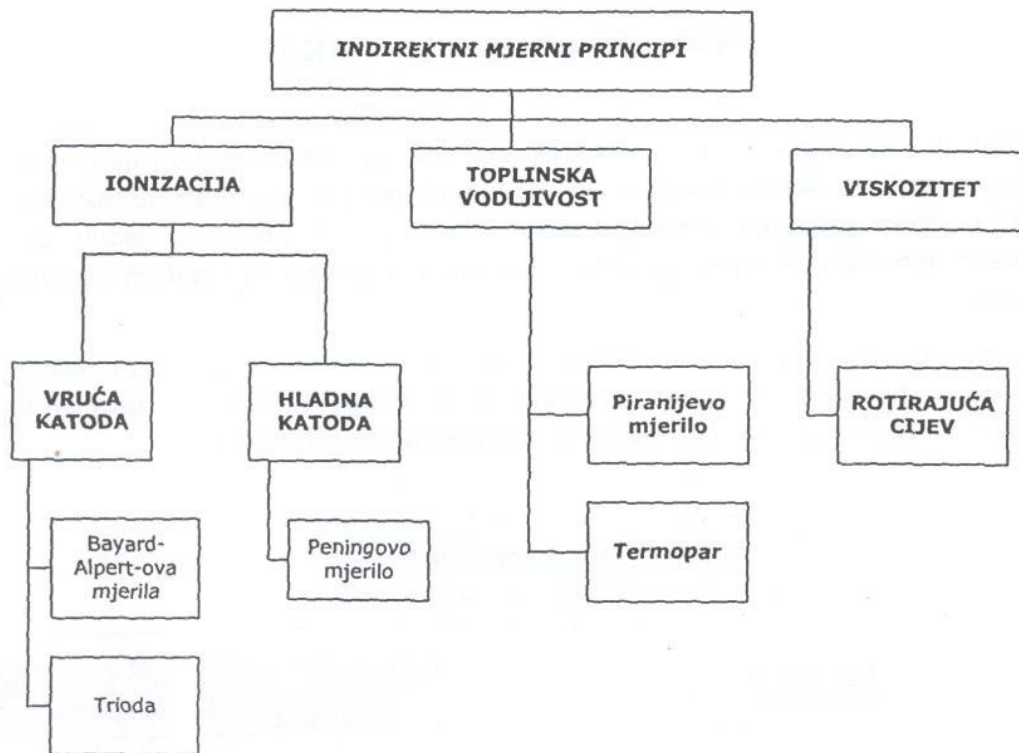 INDIREKTNI MJERNI PRINCIPI
IONIZACIJA
TOPLINSKA
VODLJIVOST
VISKOZITET
VRUĆA
KATODA
HLADNA
KATODA
Piranijevo
mjerilo
ROTIRAJUĆA
CIJEV
Bayard-
Alpert-ova
mjerila
Peningovo
mjerilo
Termopar
Trioda